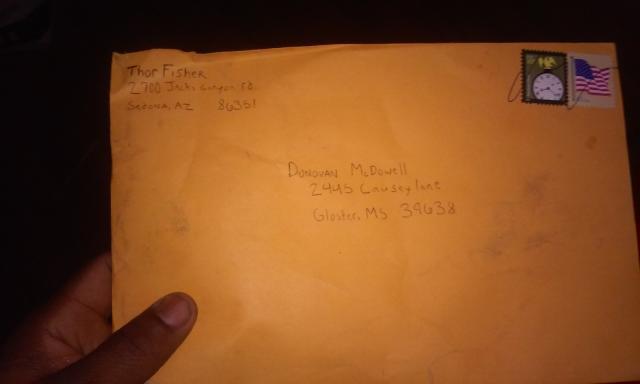 Thor Fisher
2700 Jacks Canyon Rd.
Sedona, AZ 86351
Donovan McDowell
2445 Causey lane
Gloster, MS 39638